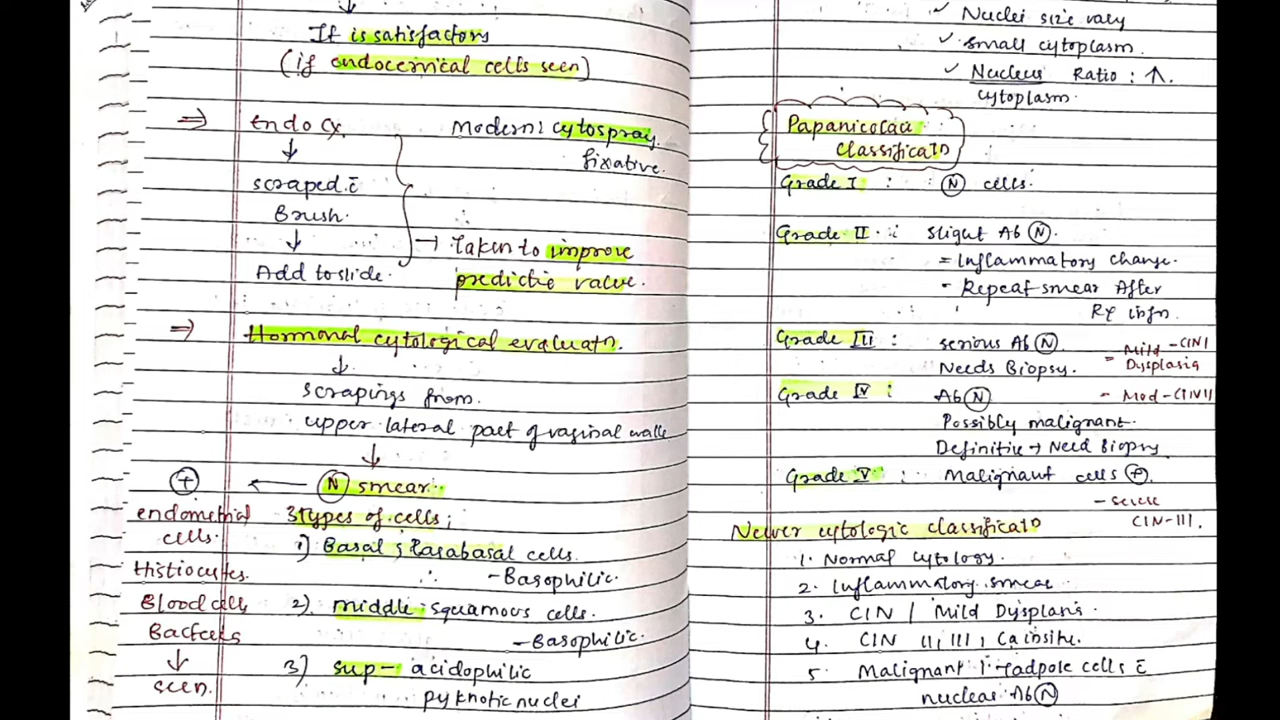 It is satisfactory
(if endocervical cells seen)
⇒ endo Cx.
↓
scraped c̄
Brush.
↓
Add to slide.
Modern: cytospray
fixative.
→ Taken to improve
predictie value.
⇒ Hormonal cytological evaluatn.
↓
scrapings from
upper lateral part of vaginal walls
↓
Ⓝ smear.
3types of cells;
1) Basal & Parabasal cells.
-Basophilic.
2) middle-squamous cells.
-Basophilic.
3) sup- acidophilic
pyknotic nuclei
⊕ ←
endometrial
cells.
Histiocytes.
Blood cells
Bacteria
↓
seen.
✓ Nuclei size vary
✓ small cytoplasm.
✓ Nucleus Ratio : ↑.
cytoplasm.
Papanicolaa
classificatn
Grade I : Ⓝ cells.
Grade II : slight Ab Ⓝ.
= Inflammatory change.
- Repeat smear After
Rx infn.
Grade III : serious Ab Ⓝ. = Mild -CIN I
Needs Biopsy. Dysplasia
Grade IV : Ab Ⓝ - Mod-CIN II
Possibly malignant.
Definitie → Need Biopsy
Grade V : Malignant cells ⊕.
- severe
CIN-III.
Newer cytologic classificatn
1. Normal cytology.
2. Inflammatory smear
3. CIN I Mild Dysplasis.
4. CIN II, III, Ca insitu.
5 Malignant : tadpole cells c̄
nuclear Ab Ⓝ